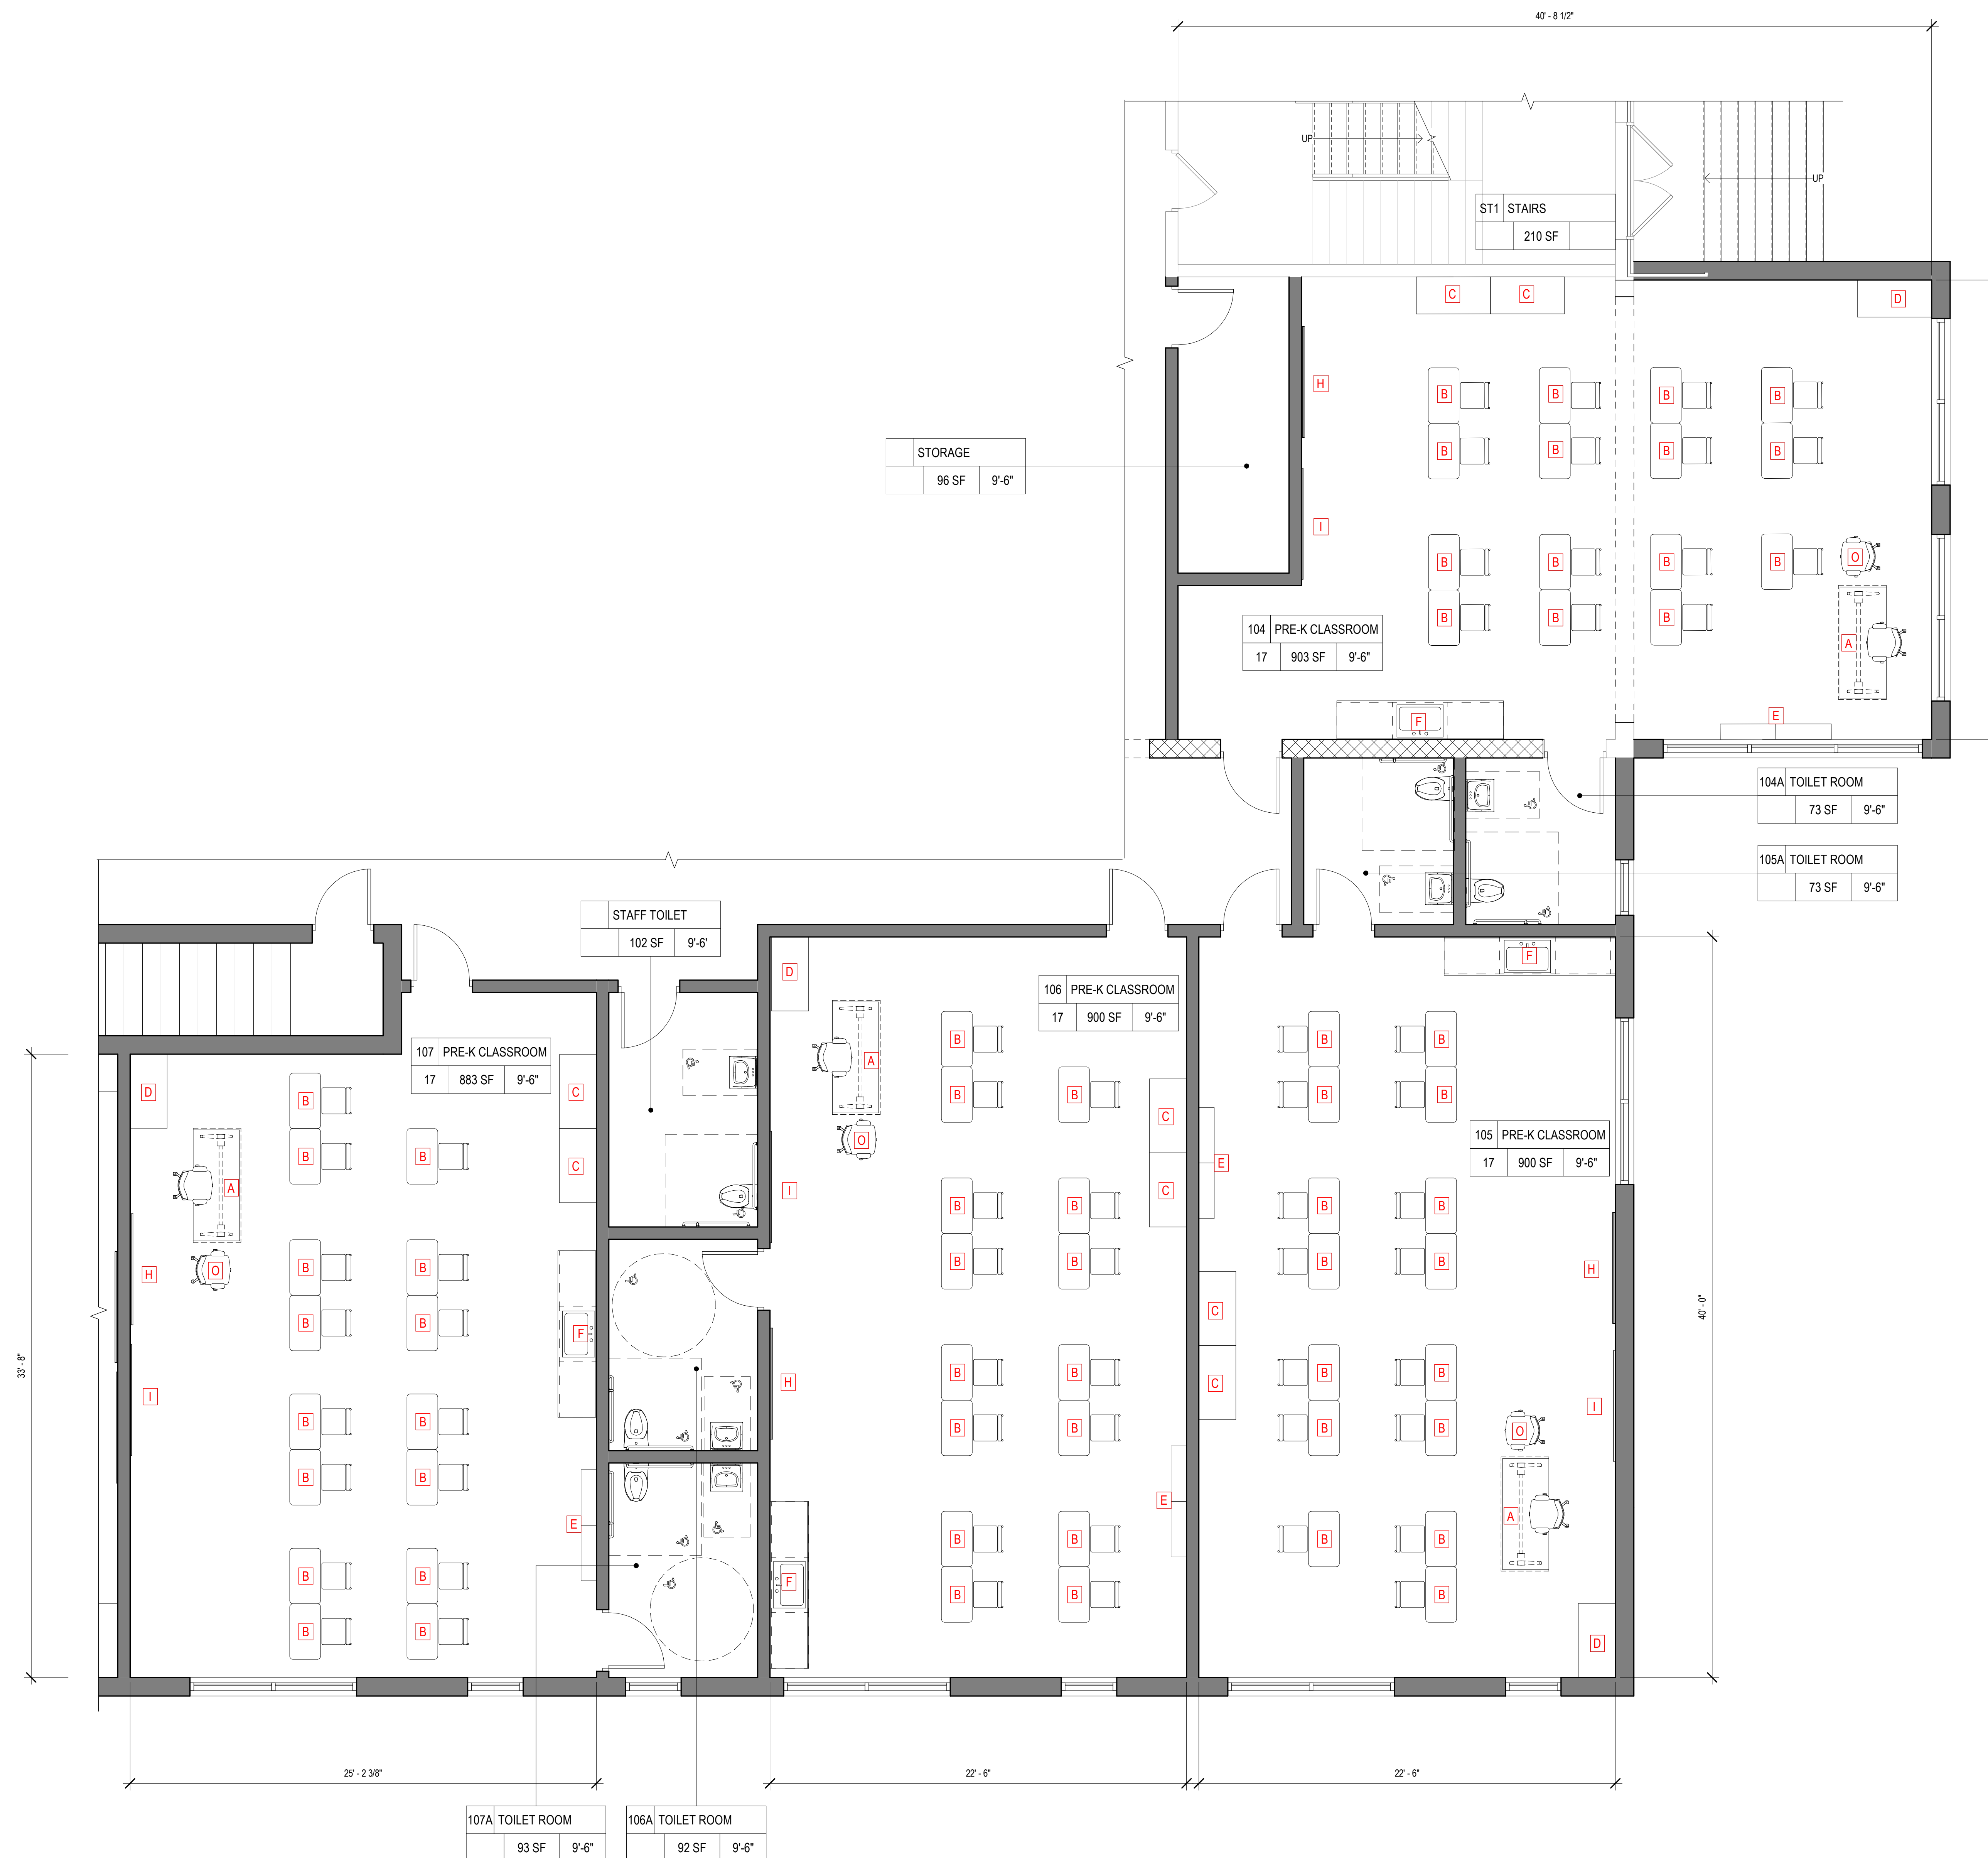 40' - 8 1/2"
UP
UP
ST1 STAIRS
210 SF
C C D
H B B B B
B B B B
STORAGE
96 SF 9'-6"
I
B B B B O
B B B
A
104 PRE-K CLASSROOM
17 903 SF 9'-6"
F E
104A TOILET ROOM
73 SF 9'-6"
105A TOILET ROOM
73 SF 9'-6"
STAFF TOILET
102 SF 9'-6'
106 PRE-K CLASSROOM
17 900 SF 9'-6"
107 PRE-K CLASSROOM
17 883 SF 9'-6"
105 PRE-K CLASSROOM
17 900 SF 9'-6"
D
B
B B
A
C
C
O
H
B B
B B
F
I
B B
B B
E
B B
B B
D
B
A
B B
O
C
I
B B
C
B B
H
B B
B B
E
B B
F
B B
F
B B
B B
E
B B
B B
H
C
C
B B
B B
I
O
A
B B
B
D
33' - 8"
40' - 0"
25' - 2 3/8"
22' - 6"
22' - 6"
107A TOILET ROOM
93 SF 9'-6"
106A TOILET ROOM
92 SF 9'-6"